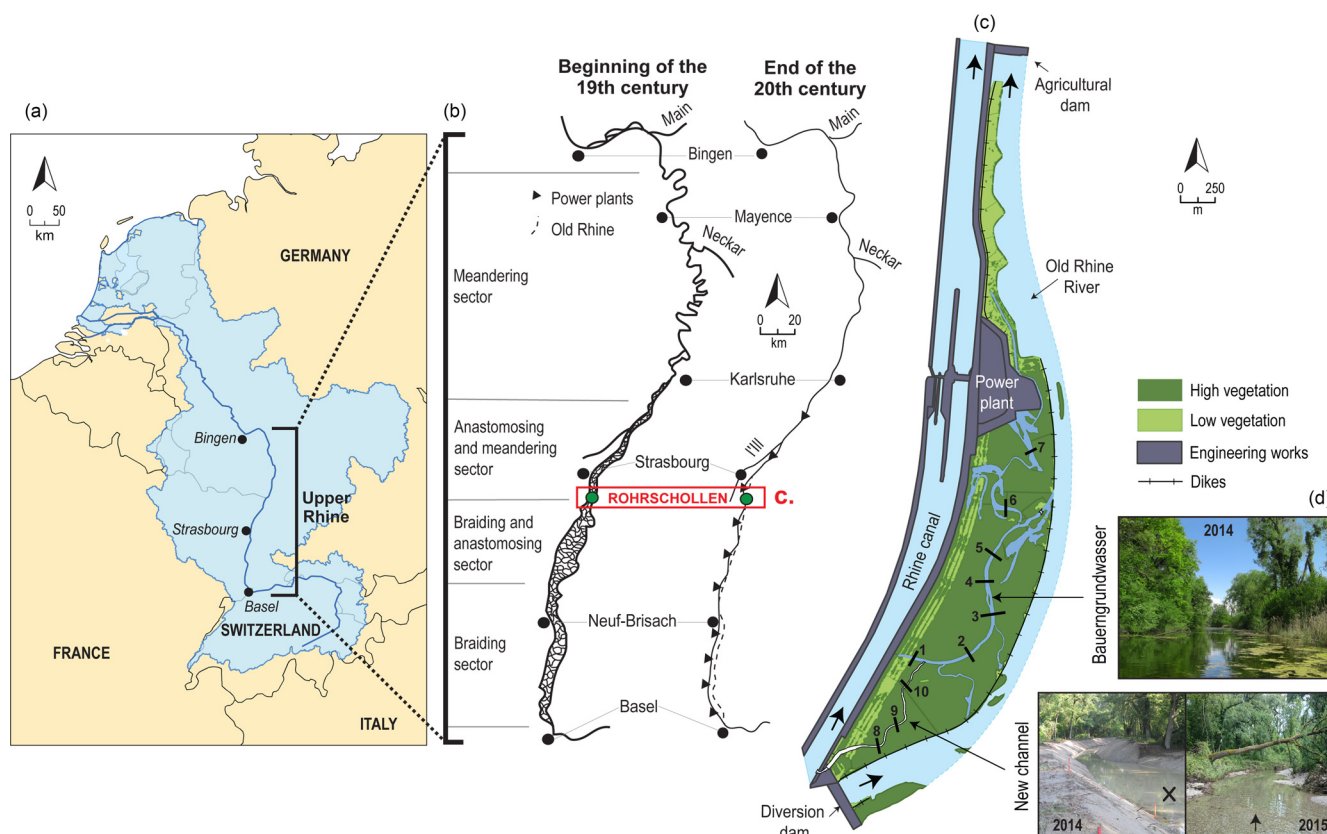 (a)
0 50
km
GERMANY
Bingen
Upper
Rhine
Strasbourg
Basel
SWITZERLAND
FRANCE
ITALY
(b)
Beginning of the
19th century
End of the
20th century
Main
Main
Bingen
Power plants
Old Rhine
Mayence
Neckar
Neckar
0 20
km
Meandering
sector
Karlsruhe
Anastomosing
and meandering
sector
l'Ill
Strasbourg
ROHRSCHOLLEN
c.
Braiding and
anastomosing
sector
Neuf-Brisach
Braiding
sector
Basel
(c)
Agricultural
dam
0 250
m
Old Rhine
River
Power
plant
Rhine canal
7
6
5
4
3
2
1
10
9
8
Diversion
dam
High vegetation
Low vegetation
Engineering works
Dikes
(d)
2014
Bauerngrundwasser
New channel
2014
2015